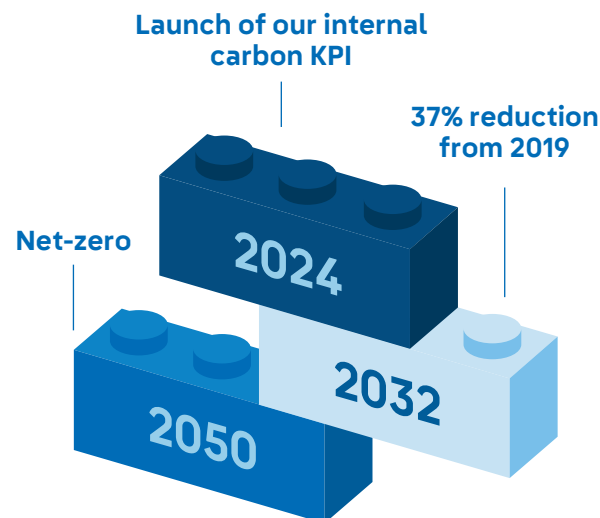 Launch of our internal
carbon KPI
37% reduction
from 2019
Net-zero
2024
2032
2050